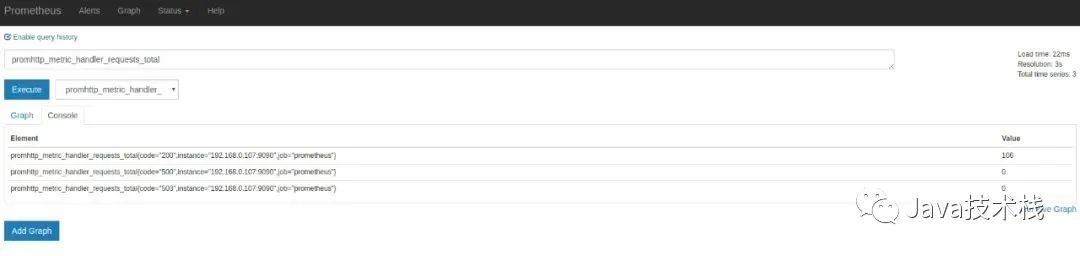 Prometheus Alerts Graph Status Help
Enable query history
promhttp_metric_handler_requests_total
Load time: 22ms
Resolution: 3s
Total time series: 3
Execute promhttp_metric_handler_
Graph Console
Element Value
promhttp_metric_handler_requests_total{code="200",instance="192.168.0.107:9090",job="prometheus"} 106
promhttp_metric_handler_requests_total{code="500",instance="192.168.0.107:9090",job="prometheus"} 0
promhttp_metric_handler_requests_total{code="503",instance="192.168.0.107:9090",job="prometheus"} 0
Graph
Java技术栈
Add Graph